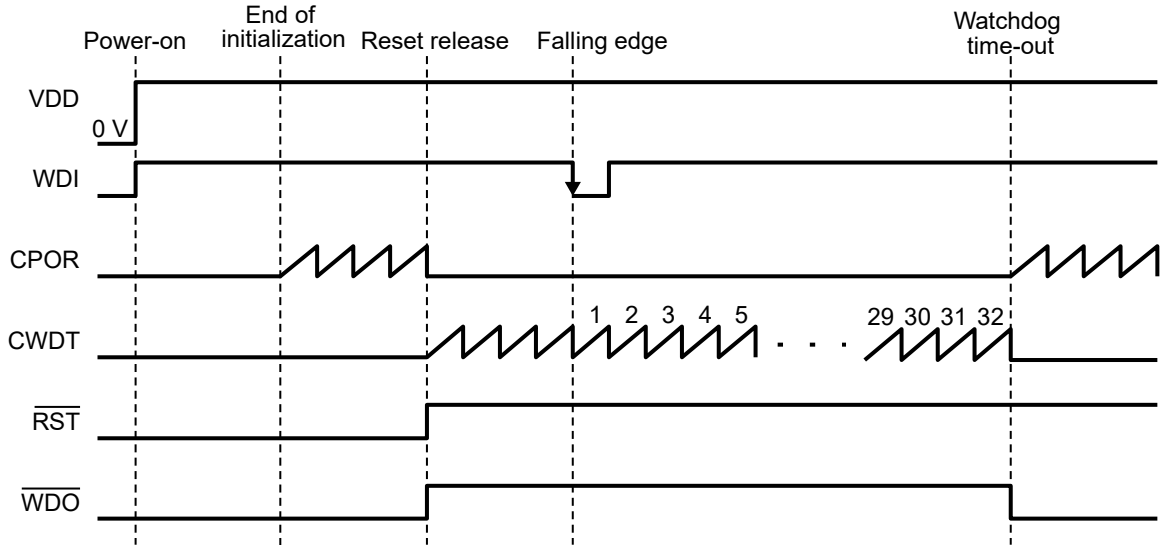 End of
initialization
Power-on
Reset release
Falling edge
Watchdog
time-out
VDD
0 V
WDI
CPOR
CWDT
1 2 3 4 5 . . . . 29 30 31 32
RST
WDO